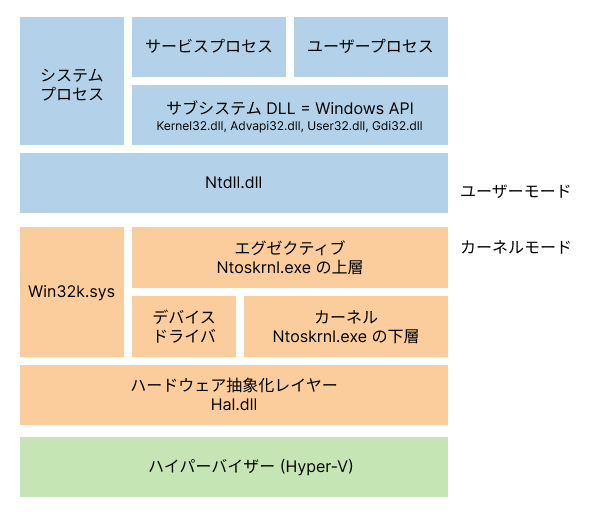 システム
プロセス
サービスプロセス
ユーザープロセス
サブシステム DLL = Windows API
Kernel32.dll, Advapi32.dll, User32.dll, Gdi32.dll
Ntdll.dll
ユーザーモード
カーネルモード
Win32k.sys
エグゼクティブ
Ntoskrnl.exe の上層
デバイス
ドライバ
カーネル
Ntoskrnl.exe の下層
ハードウェア抽象化レイヤー
Hal.dll
ハイパーバイザー (Hyper-V)